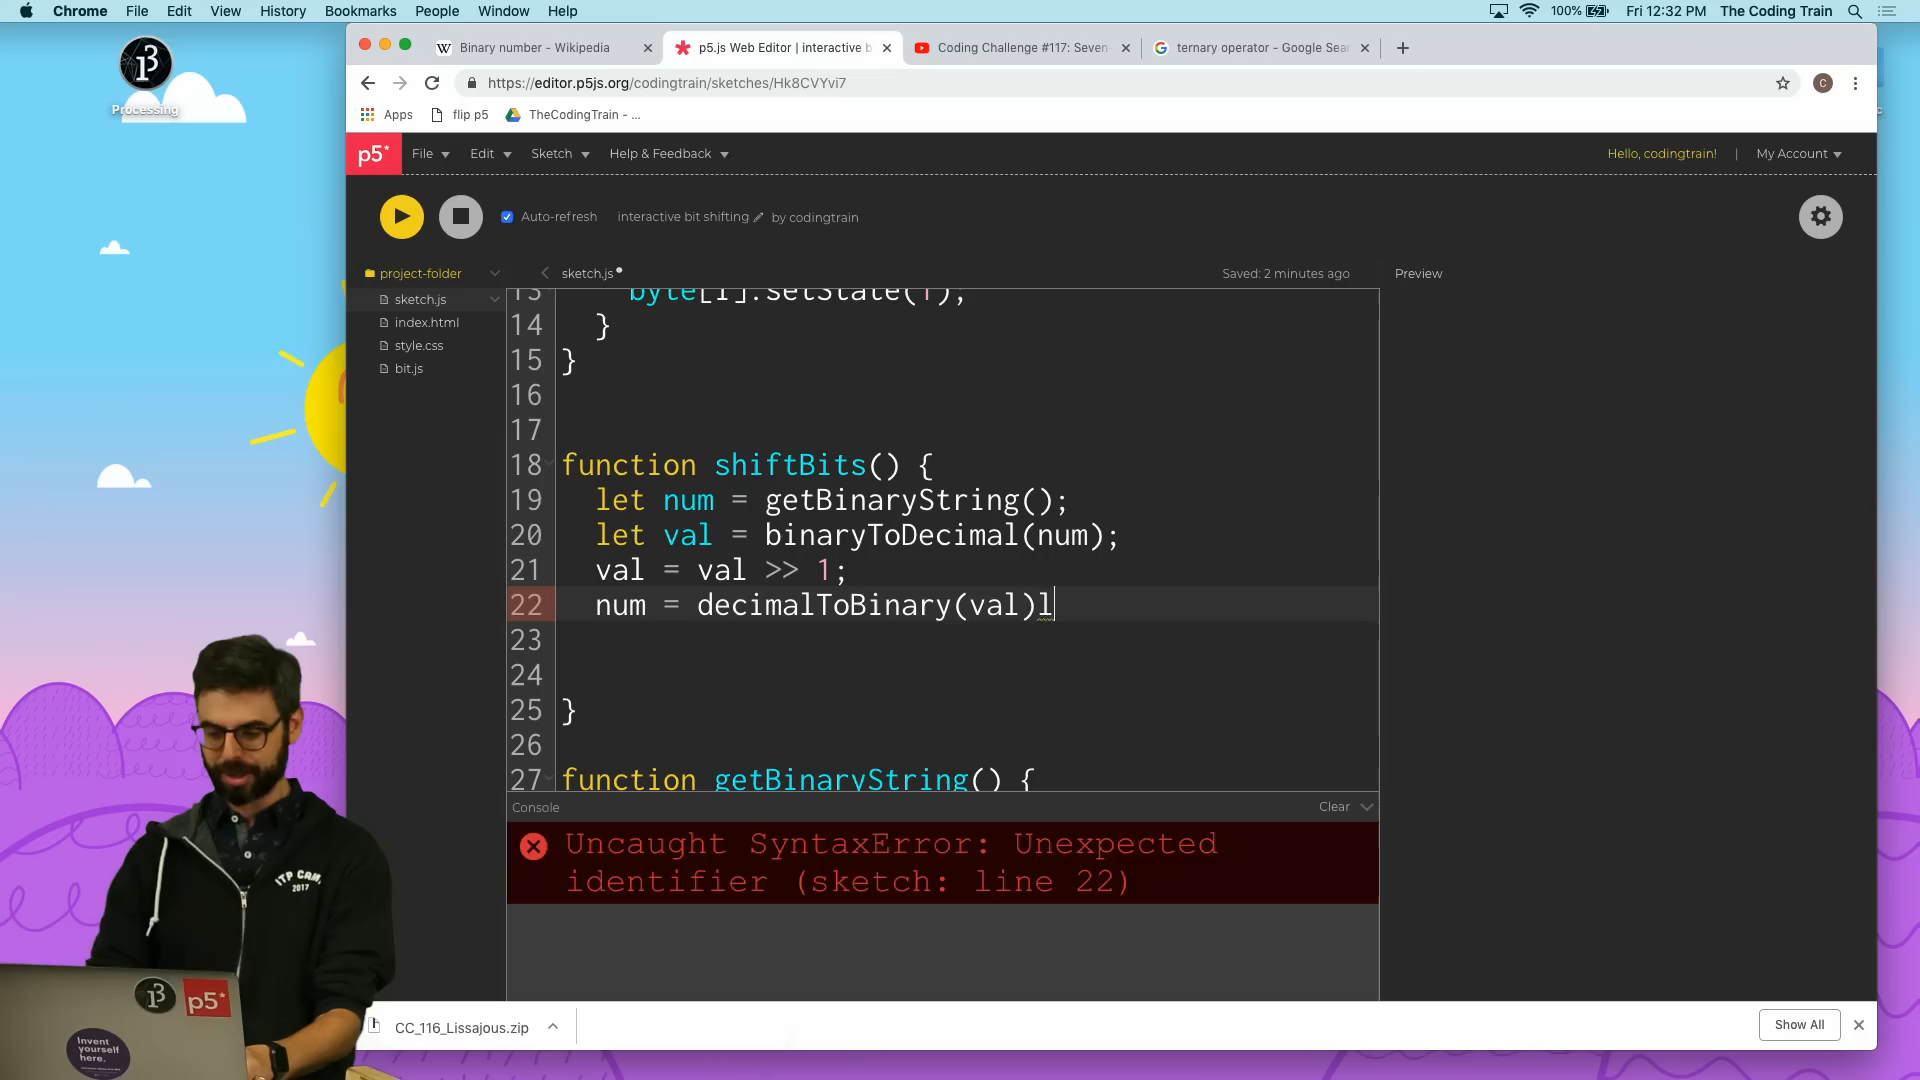 Chrome File Edit View History Bookmarks People Window Help
100% Fri 12:32 PM The Coding Train
Processing
W Binary number - Wikipedia
p5.js Web Editor | interactive b
Coding Challenge #117: Seven-
ternary operator - Google Sear
https://editor.p5js.org/codingtrain/sketches/Hk8CVYvi7
C
Apps flip p5 TheCodingTrain - ...
p5* File Edit Sketch Help & Feedback
Hello, codingtrain! | My Account
Auto-refresh interactive bit shifting by codingtrain
project-folder
sketch.js
index.html
style.css
bit.js
sketch.js
Saved: 2 minutes ago
Preview
13 byte[i].setState(1);
14 }
15 }
16
17
18 function shiftBits() {
19 let num = getBinaryString();
20 let val = binaryToDecimal(num);
21 val = val >> 1;
22 num = decimalToBinary(val)l
23
24
25 }
26
27 function getBinaryString() {
Console
Clear
Uncaught SyntaxError: Unexpected
identifier (sketch: line 22)
ITP CAMP
2017
p5*
Invent
yourself
here.
CC_116_Lissajous.zip
Show All